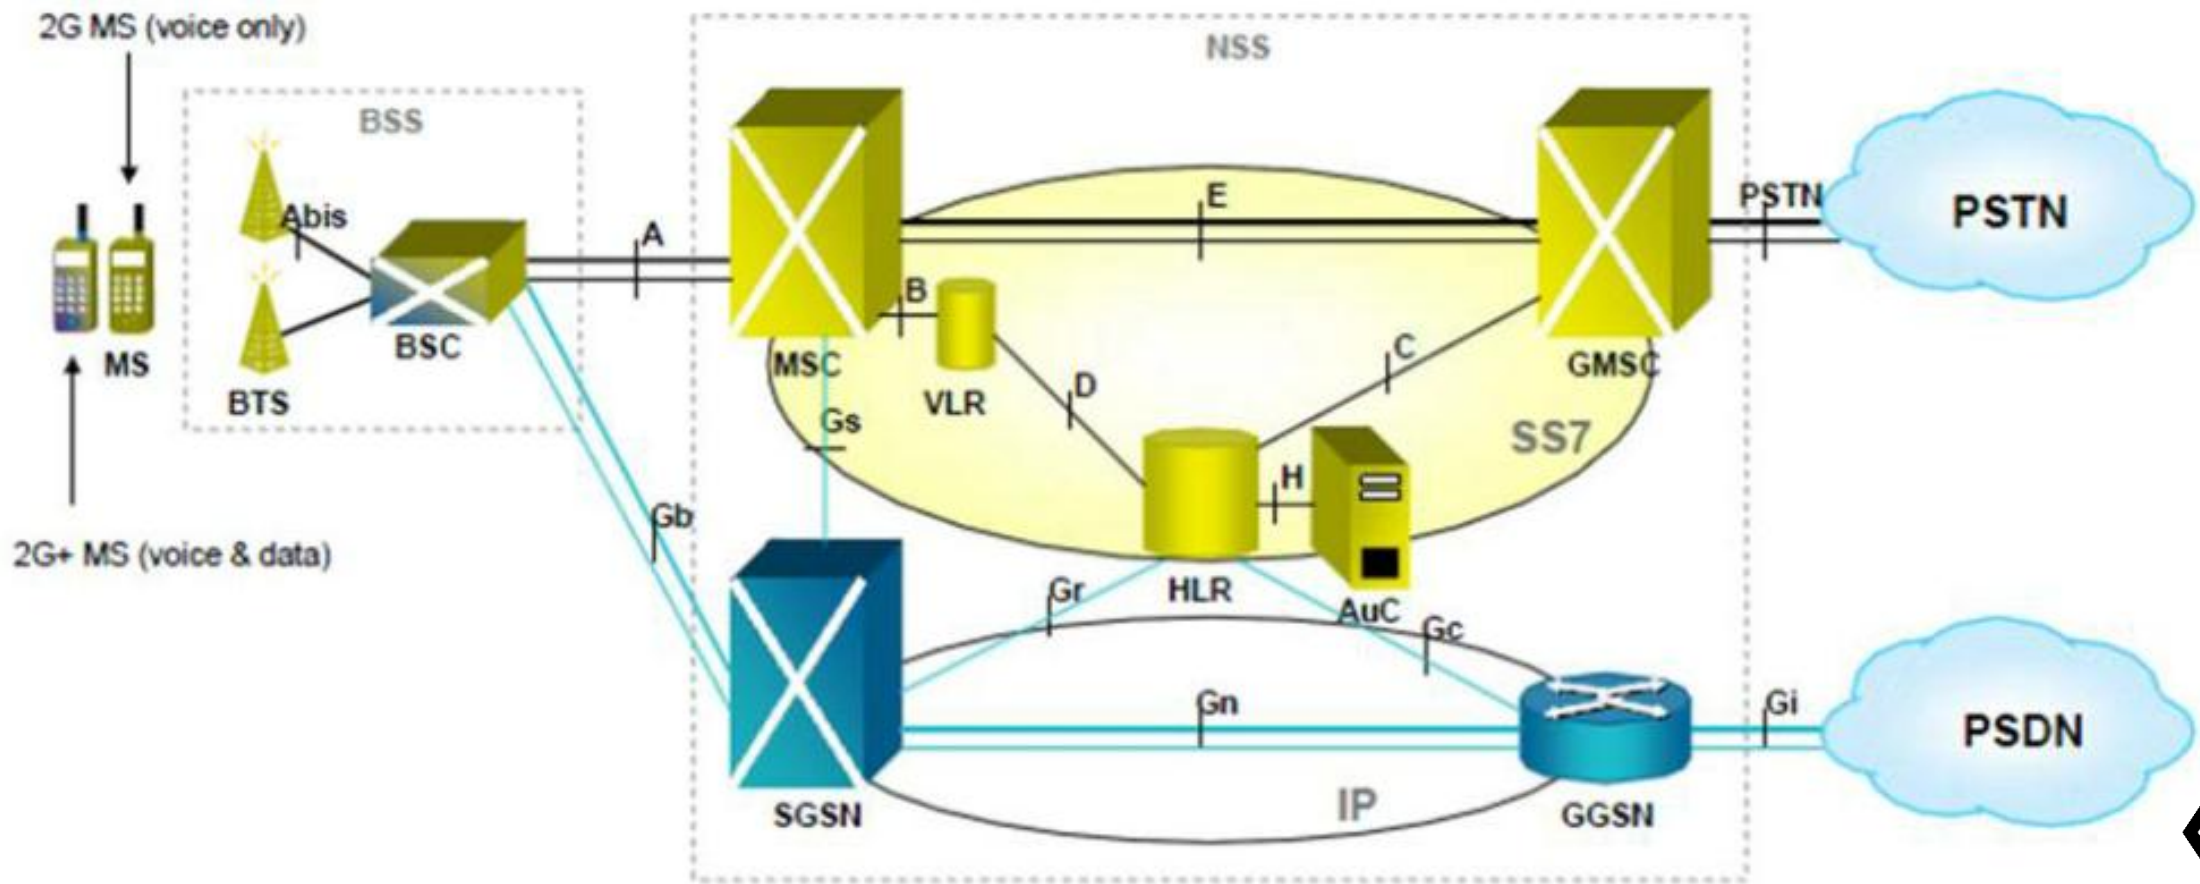 2G MS (voice only)
NSS
BSS
Abis
A
E
PSTN
PSTN
B
MS
BSC
BTS
MSC
VLR
D
C
GMSC
Gs
SS7
H
Gb
2G+ MS (voice & data)
Gr
HLR
AuC
Gc
Gn
Gi
PSDN
SGSN
IP
GGSN